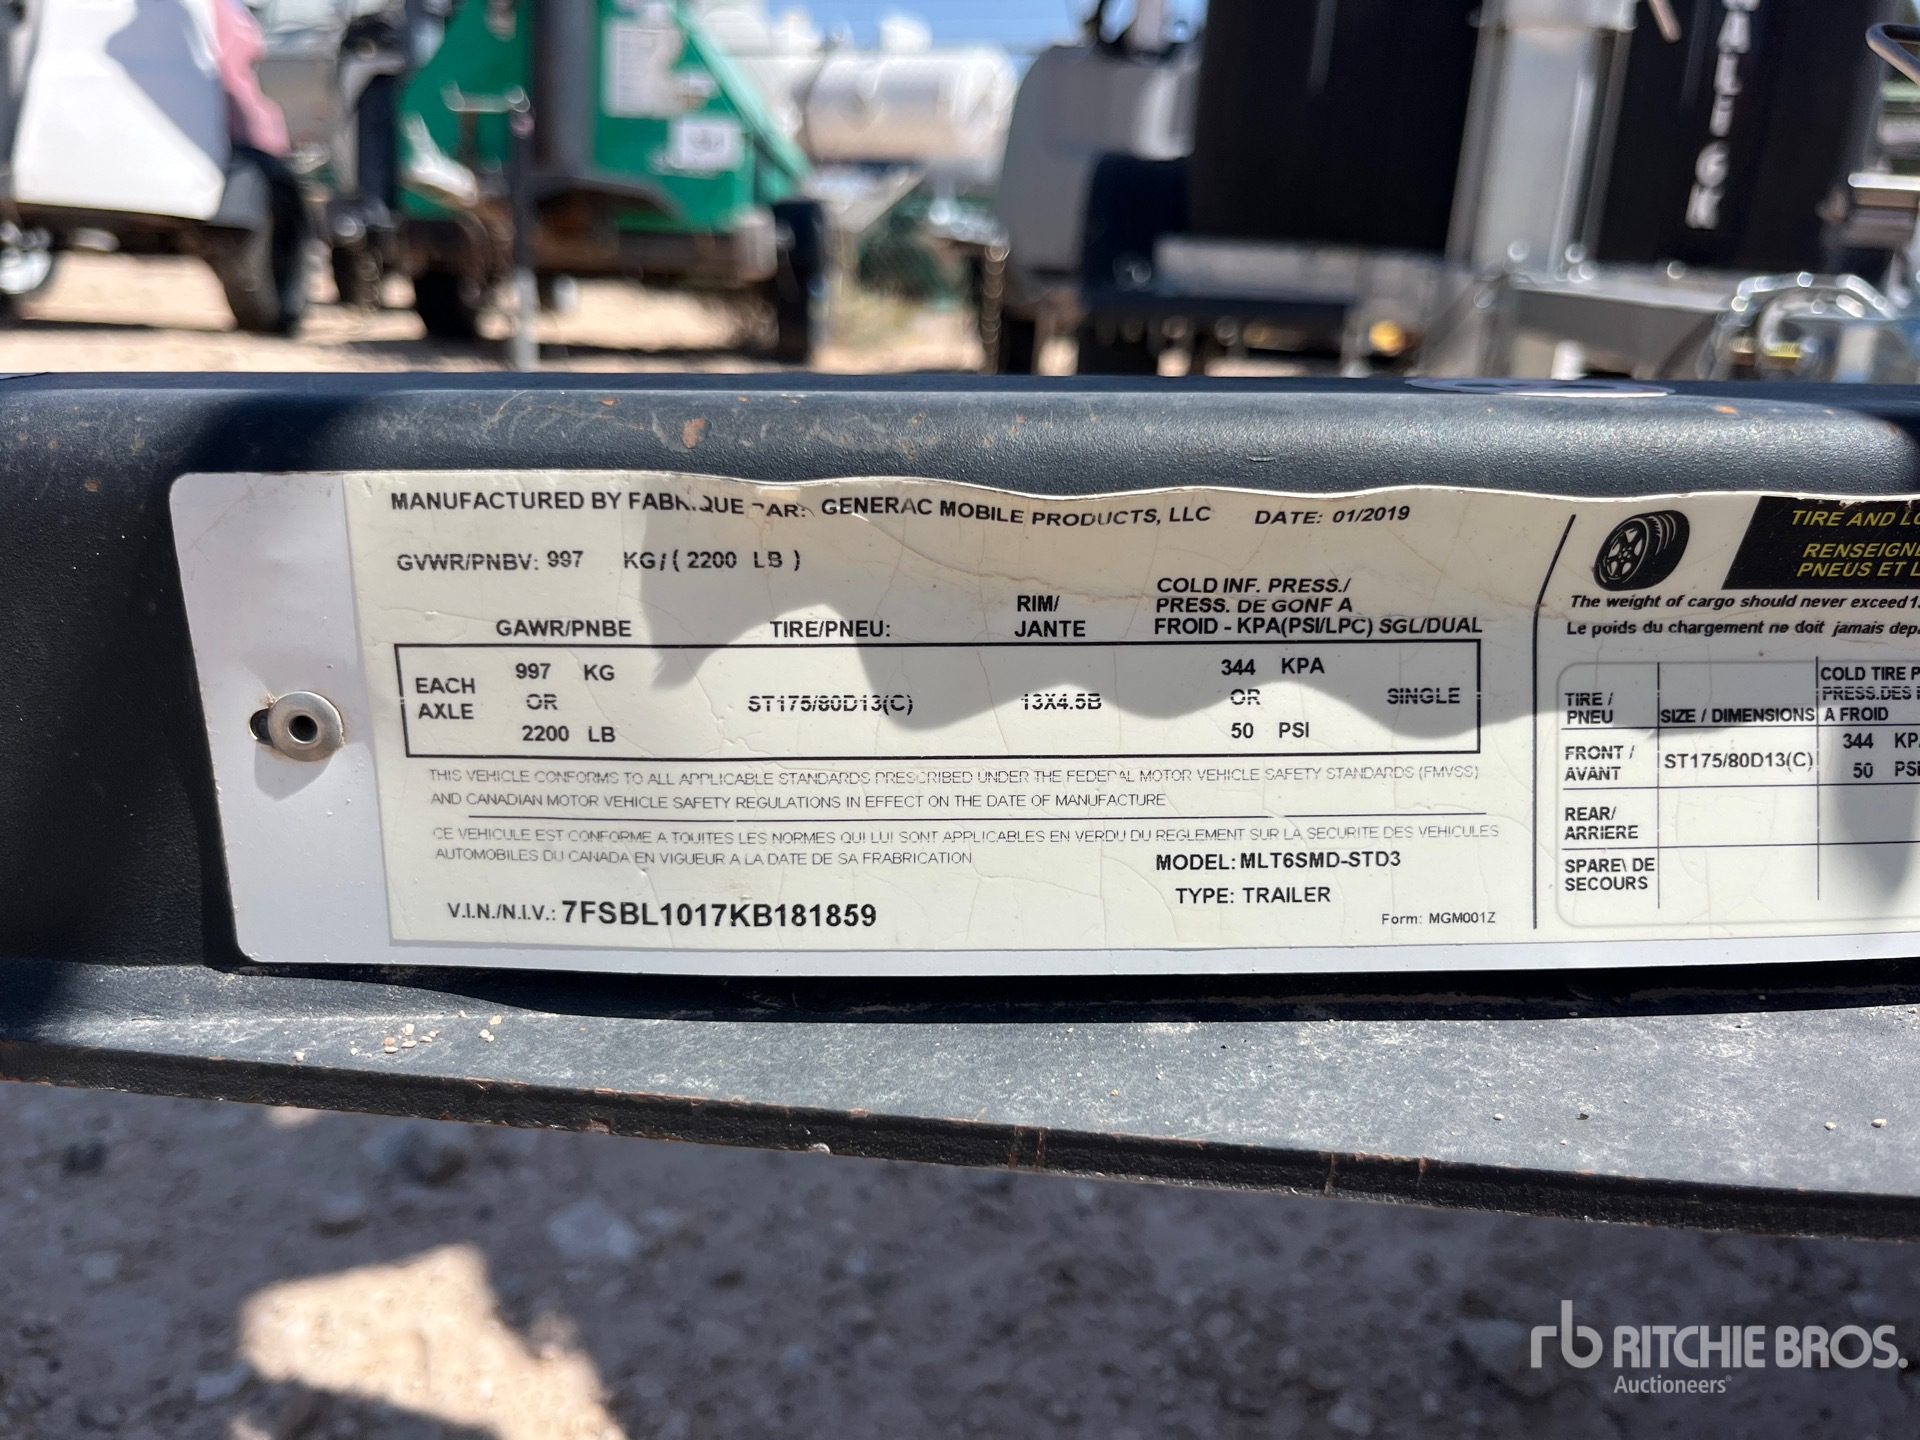 MANUFACTURED BY FABRIQUE PAR: GENERAC MOBILE PRODUCTS, LLC DATE: 01/2019
GVWR/PNBV: 997 KG/( 2200 LB )
GAWR/PNBE TIRE/PNEU: RIM/ JANTE COLD INF. PRESS./ PRESS. DE GONF A FROID - KPA(PSI/LPC) SGL/DUAL
EACH AXLE
997 KG
OR
2200 LB
ST175/80D13(C)
13X4.5B
344 KPA
OR
50 PSI
SINGLE
THIS VEHICLE CONFORMS TO ALL APPLICABLE STANDARDS PRESCRIBED UNDER THE FEDERAL MOTOR VEHICLE SAFETY STANDARDS (FMVSS)
AND CANADIAN MOTOR VEHICLE SAFETY REGULATIONS IN EFFECT ON THE DATE OF MANUFACTURE
CE VEHICULE EST CONFORME A TOUITES LES NORMES QUI LUI SONT APPLICABLES EN VERDU DU REGLEMENT SUR LA SECURITE DES VEHICULES
AUTOMOBILES DU CANADA EN VIGUEUR A LA DATE DE SA FRABRICATION
MODEL: MLT6SMD-STD3
TYPE: TRAILER
V.I.N./N.I.V.: 7FSBL1017KB181859
Form: MGM001Z
TIRE AND LO
RENSEIGNE
PNEUS ET L
The weight of cargo should never exceed
Le poids du chargement ne doit jamais dep
TIRE / PNEU
SIZE / DIMENSIONS
COLD TIRE P
PRESS.DES
A FROID
FRONT / AVANT
ST175/80D13(C)
344 KPA
50 PSI
REAR/
ARRIERE
SPARE\ DE
SECOURS
rb RITCHIE BROS.
Auctioneers